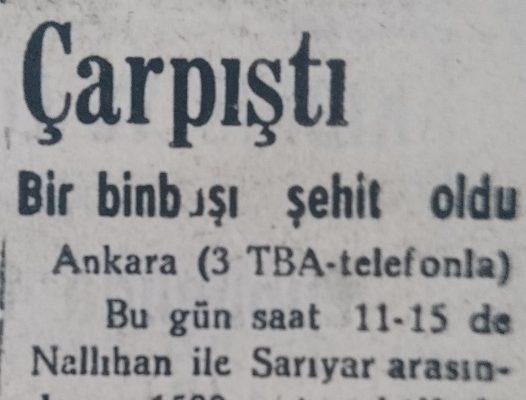 Çarpıştı
Bir binbaşı şehit oldu
Ankara (3 TBA-telefonla)
Bu gün saat 11-15 de
Nallıhan ile Sarıyar arasın-